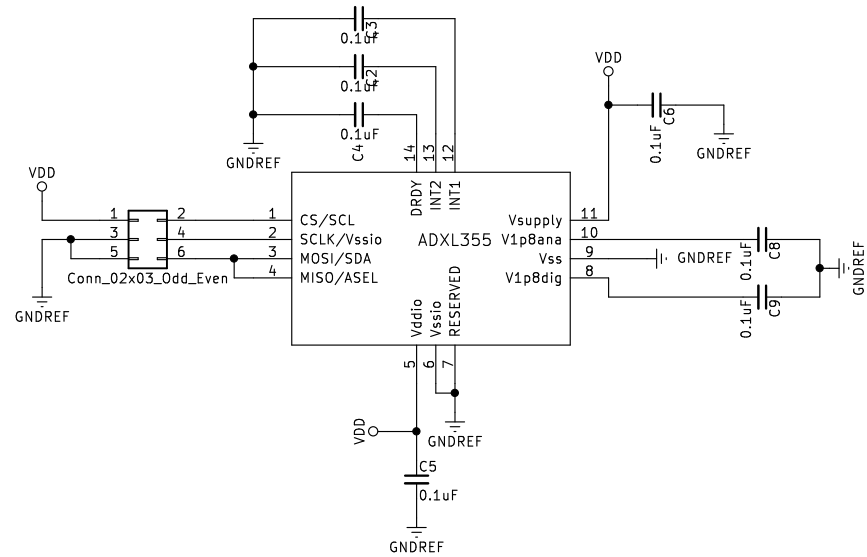 C3
0.1uF
C2
0.1uF
0.1uF
C4
14
13
12
GNDREF
VDD
C6
0.1uF
GNDREF
VDD
1
2
3
4
5
6
Conn_02x03_Odd_Even
GNDREF
1
2
3
4
CS/SCL
SCLK/Vssio
MOSI/SDA
MISO/ASEL
DRDY
INT2
INT1
ADXL355
Vsupply
V1p8ana
Vss
V1p8dig
11
10
9
8
GNDREF
0.1uF
C8
0.1uF
C9
GNDREF
Vddio
Vssio
RESERVED
5
6
7
VDD
GNDREF
C5
0.1uF
GNDREF